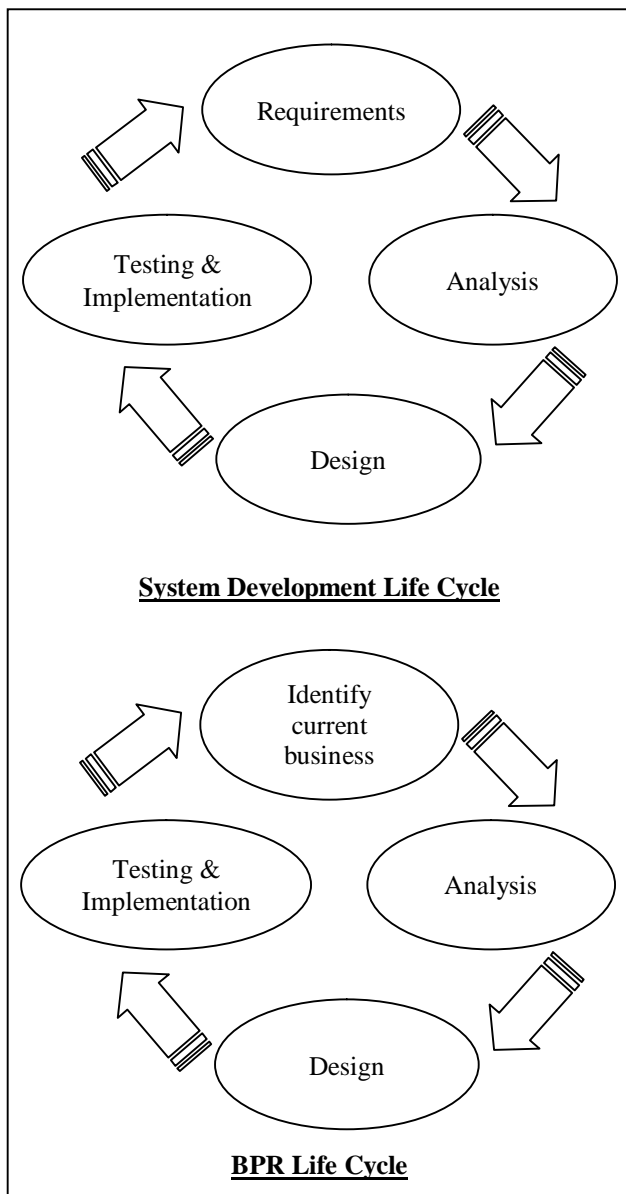 Requirements
Testing &
Implementation
Analysis
Design
System Development Life Cycle
Identify
current
business
Testing &
Implementation
Analysis
Design
BPR Life Cycle